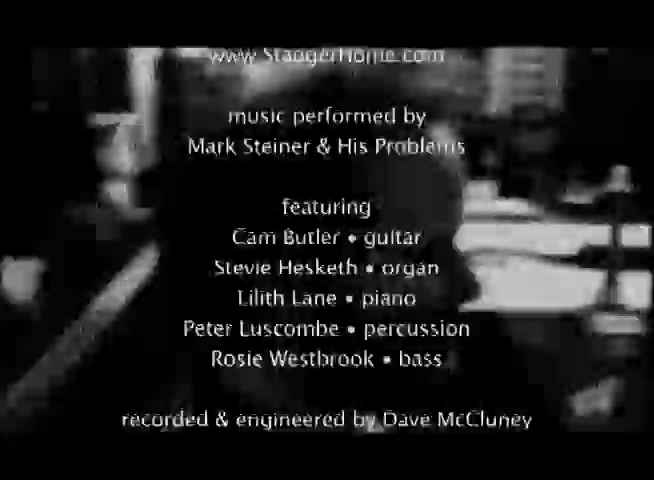 www.StangerHome.com
music performed by
Mark Steiner & His Problems
featuring
Cam Butler • guitar
Stevie Hesketh • organ
Lilith Lane • piano
Peter Luscombe • percussion
Rosie Westbrook • bass
recorded & engineered by Dave McCluney